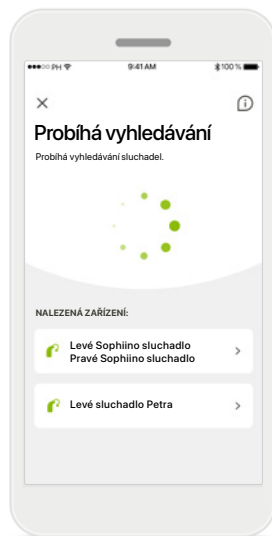 PH 9:41 AM 100 %
Probíhá vyhledávání
Probíhá vyhledávání sluchadel.
NALEZENÁ ZAŘÍZENÍ:
Levé Sophiino sluchadlo
Pravé Sophiino sluchadlo
Levé sluchadlo Petra